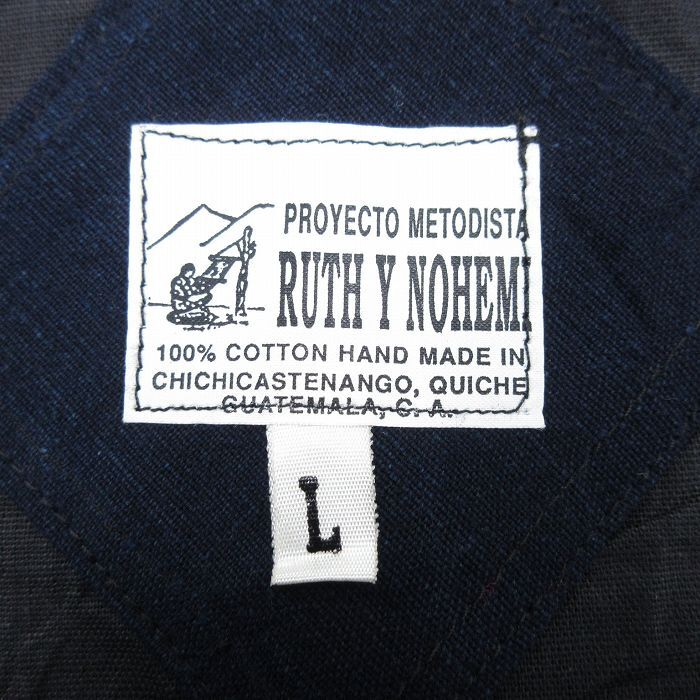 PROYECTO METODISTA
RUTH Y NOHEMI
100% COTTON HAND MADE IN
CHICHICASTENANGO, QUICHE
GUATEMALA, C. A.
L